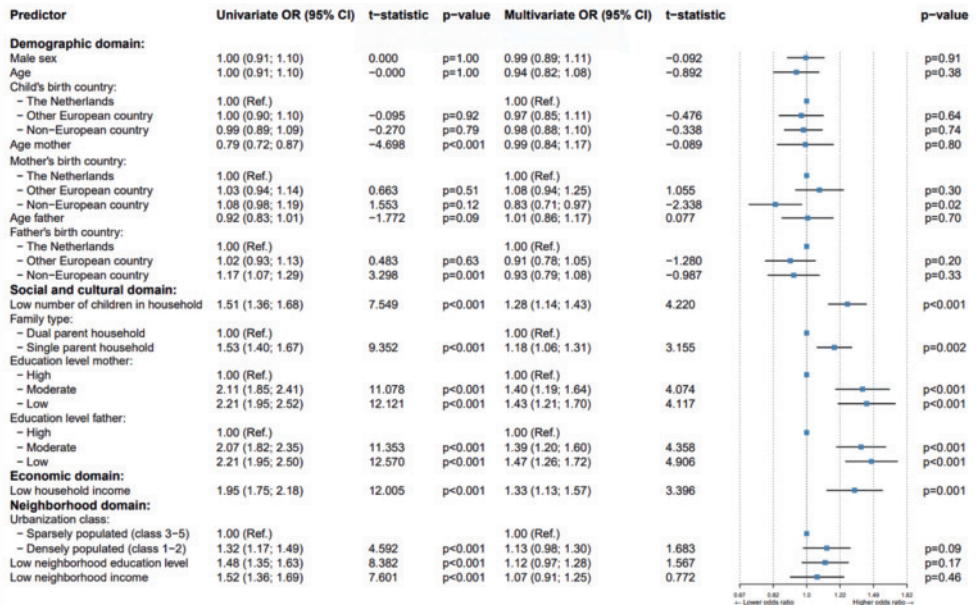 Predictor Univariate OR (95% CI) t−statistic p−value Multivariate OR (95% CI) t−statistic p−value
Demographic domain:
Male sex 1.00 (0.91; 1.10) 0.000 p=1.00 0.99 (0.89; 1.11) −0.092 p=0.91
Age 1.00 (0.91; 1.10) −0.000 p=1.00 0.94 (0.82; 1.08) −0.892 p=0.38
Child's birth country:
− The Netherlands 1.00 (Ref.) 1.00 (Ref.)
− Other European country 1.00 (0.90; 1.10) −0.095 p=0.92 0.97 (0.85; 1.11) −0.476 p=0.64
− Non−European country 0.99 (0.89; 1.09) −0.270 p=0.79 0.98 (0.88; 1.10) −0.338 p=0.74
Age mother 0.79 (0.72; 0.87) −4.698 p<0.001 0.99 (0.84; 1.17) −0.089 p=0.80
Mother's birth country:
− The Netherlands 1.00 (Ref.) 1.00 (Ref.)
− Other European country 1.03 (0.94; 1.14) 0.663 p=0.51 1.08 (0.94; 1.25) 1.055 p=0.30
− Non−European country 1.08 (0.98; 1.19) 1.553 p=0.12 0.83 (0.71; 0.97) −2.338 p=0.02
Age father 0.92 (0.83; 1.01) −1.772 p=0.09 1.01 (0.86; 1.17) 0.077 p=0.70
Father's birth country:
− The Netherlands 1.00 (Ref.) 1.00 (Ref.)
− Other European country 1.02 (0.93; 1.13) 0.483 p=0.63 0.91 (0.78; 1.05) −1.280 p=0.20
− Non−European country 1.17 (1.07; 1.29) 3.298 p=0.001 0.93 (0.79; 1.08) −0.987 p=0.33
Social and cultural domain:
Low number of children in household 1.51 (1.36; 1.68) 7.549 p<0.001 1.28 (1.14; 1.43) 4.220 p<0.001
Family type:
− Dual parent household 1.00 (Ref.) 1.00 (Ref.)
− Single parent household 1.53 (1.40; 1.67) 9.352 p<0.001 1.18 (1.06; 1.31) 3.155 p=0.002
Education level mother:
− High 1.00 (Ref.) 1.00 (Ref.)
− Moderate 2.11 (1.85; 2.41) 11.078 p<0.001 1.40 (1.19; 1.64) 4.074 p<0.001
− Low 2.21 (1.95; 2.52) 12.121 p<0.001 1.43 (1.21; 1.70) 4.117 p<0.001
Education level father:
− High 1.00 (Ref.) 1.00 (Ref.)
− Moderate 2.07 (1.82; 2.35) 11.353 p<0.001 1.39 (1.20; 1.60) 4.358 p<0.001
− Low 2.21 (1.95; 2.50) 12.570 p<0.001 1.47 (1.26; 1.72) 4.906 p<0.001
Economic domain:
Low household income 1.95 (1.75; 2.18) 12.005 p<0.001 1.33 (1.13; 1.57) 3.396 p=0.001
Neighborhood domain:
Urbanization class:
− Sparsely populated (class 3−5) 1.00 (Ref.) 1.00 (Ref.)
− Densely populated (class 1−2) 1.32 (1.17; 1.49) 4.592 p<0.001 1.13 (0.98; 1.30) 1.683 p=0.09
Low neighborhood education level 1.48 (1.35; 1.63) 8.382 p<0.001 1.12 (0.97; 1.28) 1.567 p=0.17
Low neighborhood income 1.52 (1.36; 1.69) 7.601 p<0.001 1.07 (0.91; 1.25) 0.772 p=0.46
0.67 0.82 1.0 1.22 1.49 1.82
← Lower odds ratio Higher odds ratio →